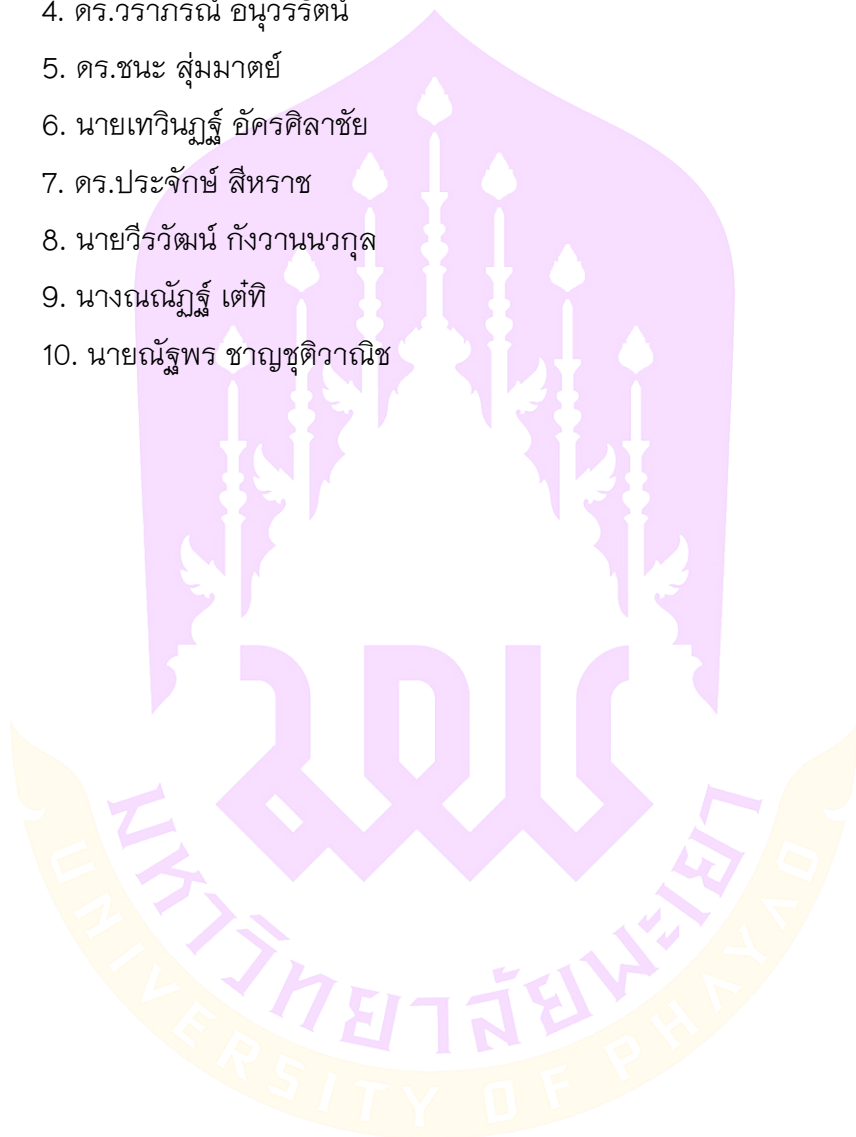 4. ดร.วราภรณ์ อนุวรรัตน์
5. ดร.ชนะ สุ่มมาตย์
6. นายเทวินฏฐ์ อัครศิลาชัย
7. ดร.ประจักษ์ สีหราช
8. นายวีรวัฒน์ กังวานนวกุล
9. นางณณัฏฐ์ เต๋ทิ
10. นายณัฐพร ชาญชุติวาณิช
มหาวิทยาลัยพะเยา
UNIVERSITY OF PHAYAO